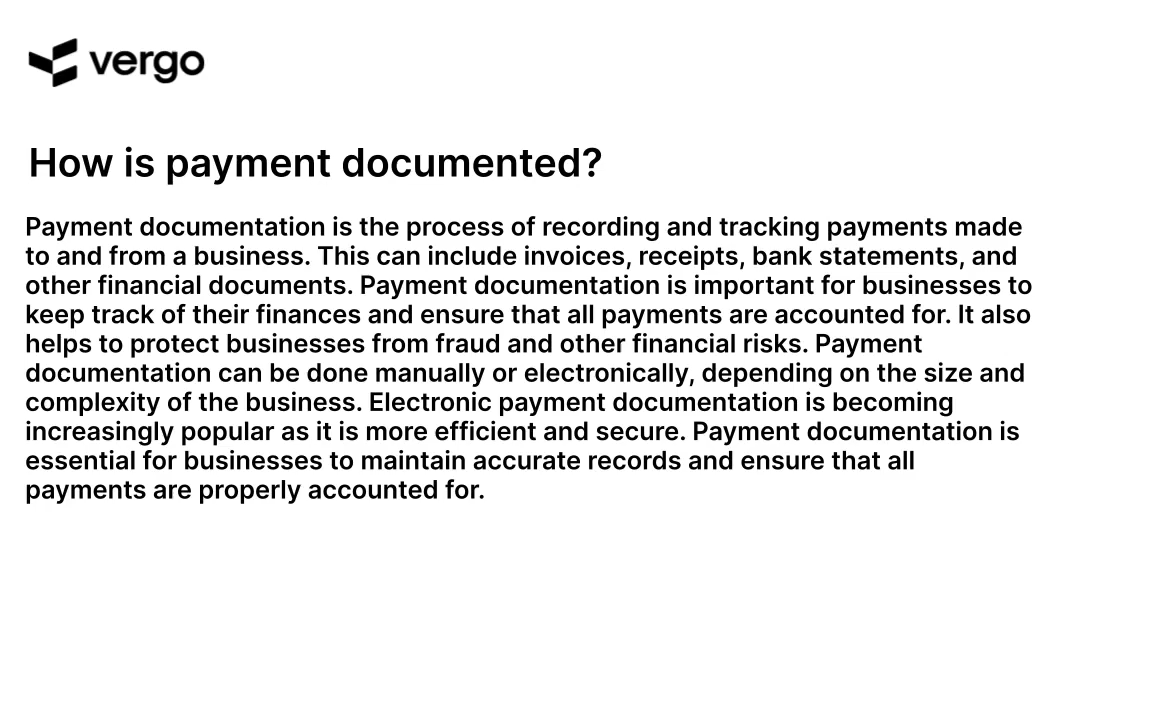 vergo
How is payment documented?
Payment documentation is the process of recording and tracking payments made
to and from a business. This can include invoices, receipts, bank statements, and
other financial documents. Payment documentation is important for businesses to
keep track of their finances and ensure that all payments are accounted for. It also
helps to protect businesses from fraud and other financial risks. Payment
documentation can be done manually or electronically, depending on the size and
complexity of the business. Electronic payment documentation is becoming
increasingly popular as it is more efficient and secure. Payment documentation is
essential for businesses to maintain accurate records and ensure that all
payments are properly accounted for.